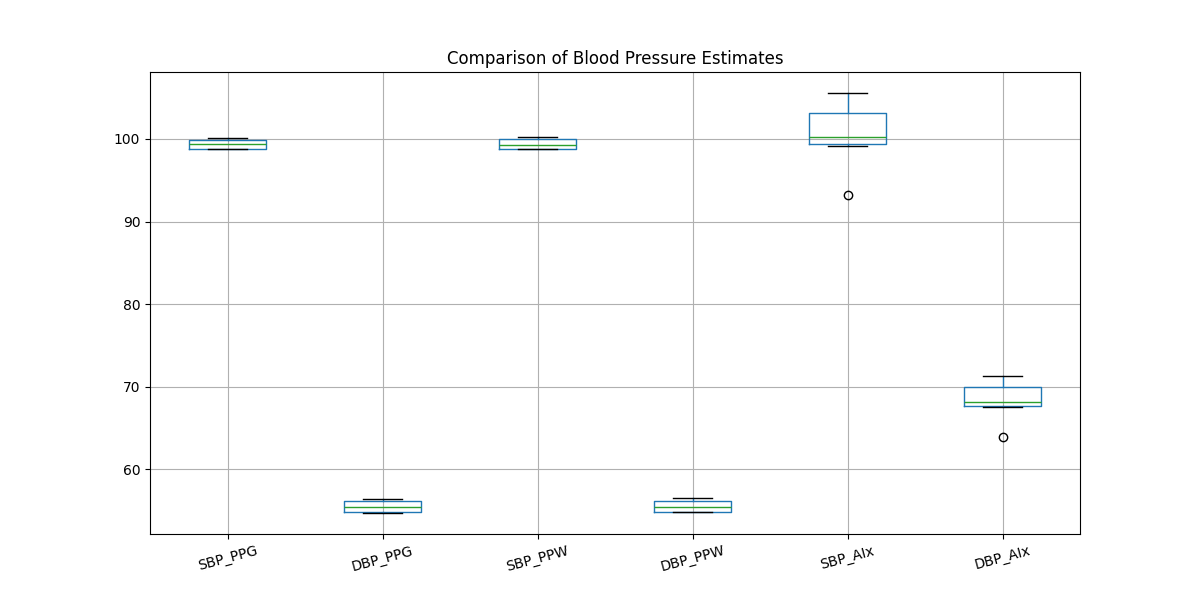 Comparison of Blood Pressure Estimates
100
90
80
70
60
SBP_PPG
DBP_PPG
SBP_PPW
DBP_PPW
SBP_AIx
DBP_AIx